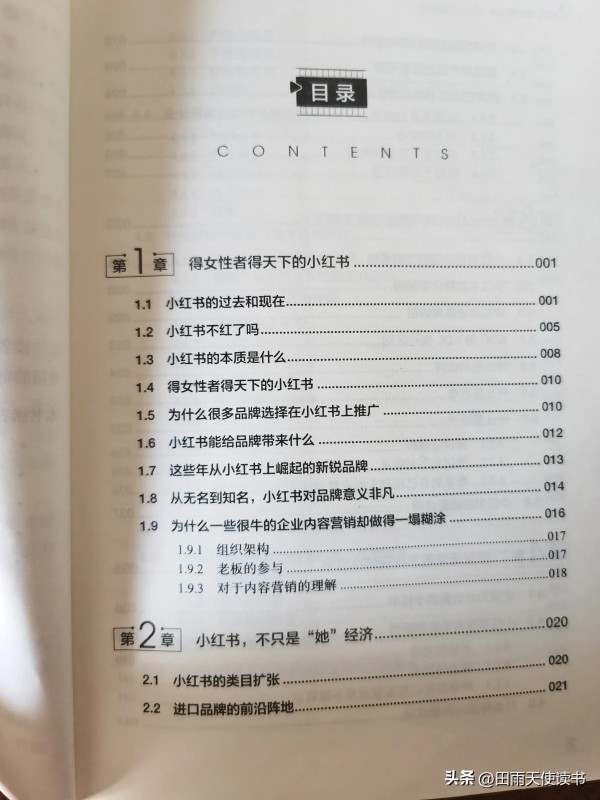 目录
CONTENTS
第1章 得女性者得天下的小红书 001
1.1 小红书的过去和现在 001
1.2 小红书不红了吗 005
1.3 小红书的本质是什么 008
1.4 得女性者得天下的小红书 010
1.5 为什么很多品牌选择在小红书上推广 010
1.6 小红书能给品牌带来什么 012
1.7 这些年从小红书上崛起的新锐品牌 013
1.8 从无名到知名，小红书对品牌意义非凡 014
1.9 为什么一些很牛的企业内容营销却做得一塌糊涂 016
1.9.1 组织架构 017
1.9.2 老板的参与 017
1.9.3 对于内容营销的理解 018
第2章 小红书，不只是“她”经济 020
2.1 小红书的类目扩张 020
2.2 进口品牌的前沿阵地 021
头条 @田雨天使读书